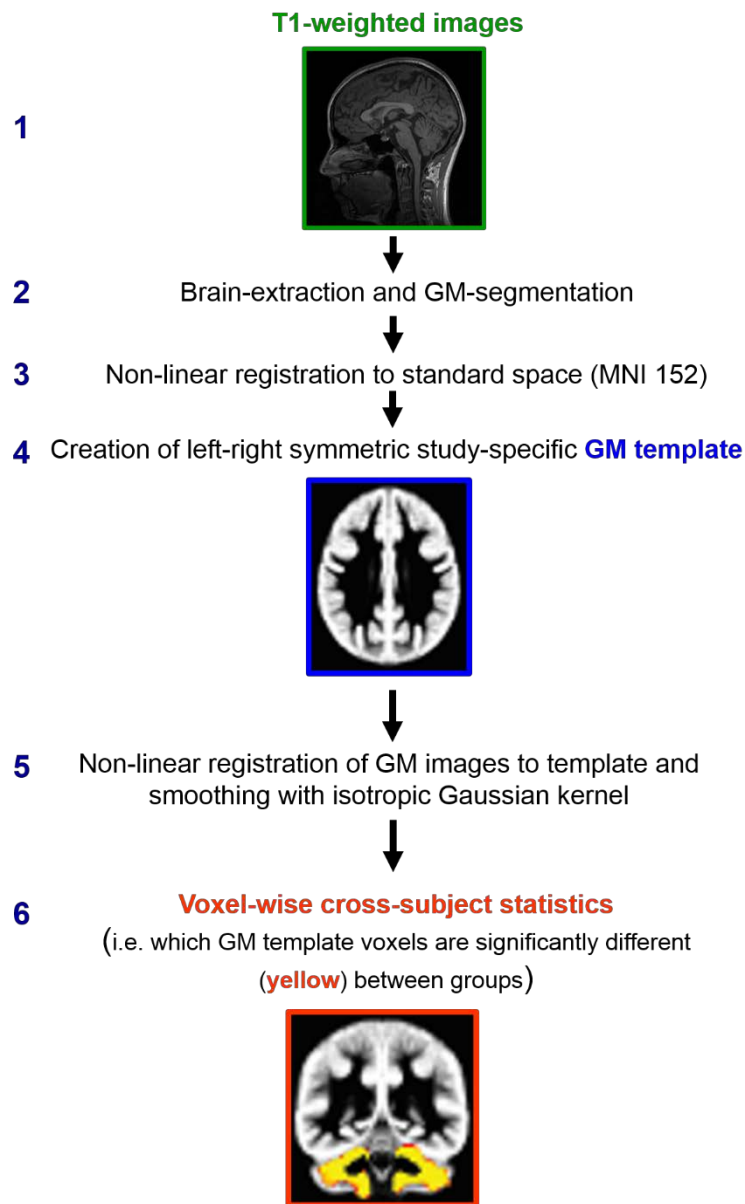 T1-weighted images
1
2 Brain-extraction and GM-segmentation
3 Non-linear registration to standard space (MNI 152)
4 Creation of left-right symmetric study-specific GM template
5 Non-linear registration of GM images to template and
smoothing with isotropic Gaussian kernel
6 Voxel-wise cross-subject statistics
(i.e. which GM template voxels are significantly different
(yellow) between groups)